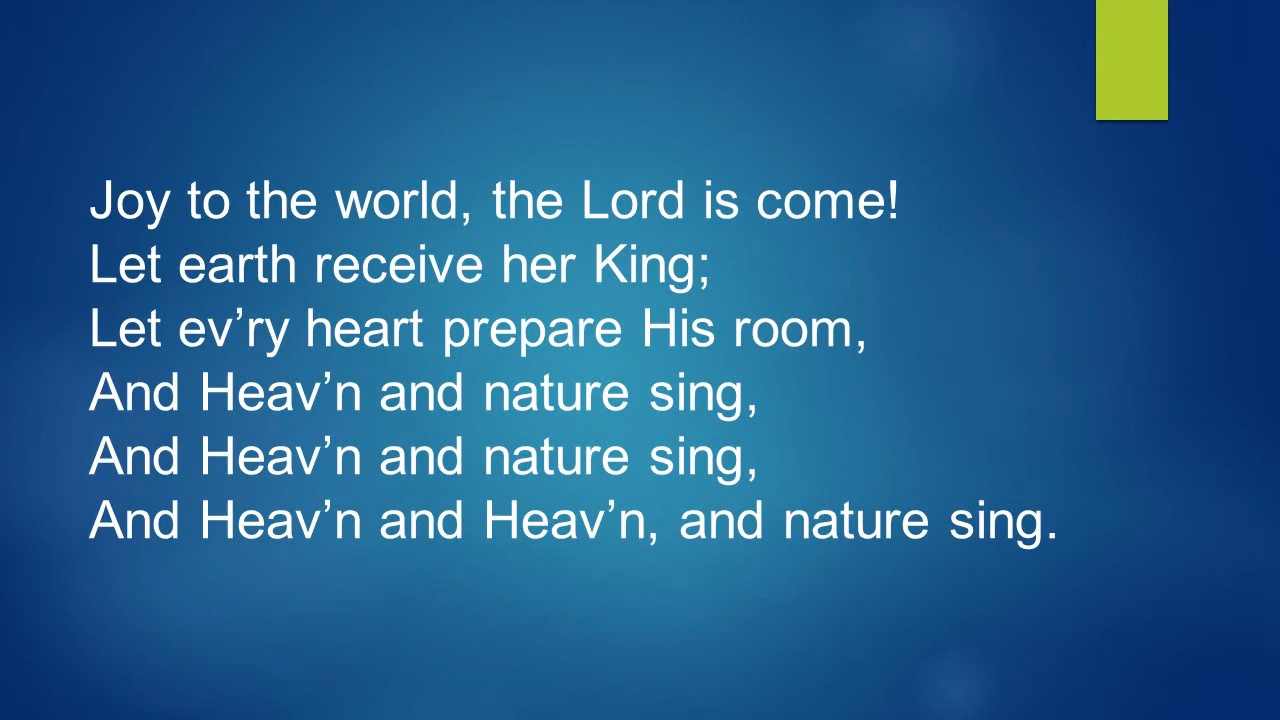 Joy to the world, the Lord is come!
Let earth receive her King;
Let ev’ry heart prepare His room,
And Heav’n and nature sing,
And Heav’n and nature sing,
And Heav’n and Heav’n, and nature sing.